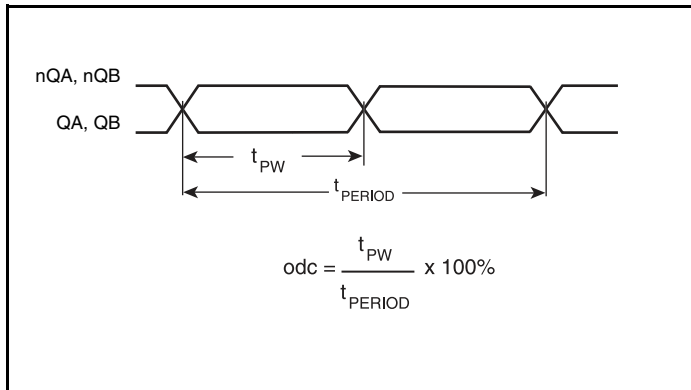 nQA, nQB
QA, QB
tPW
tPERIOD
odc = tPW / tPERIOD x 100%